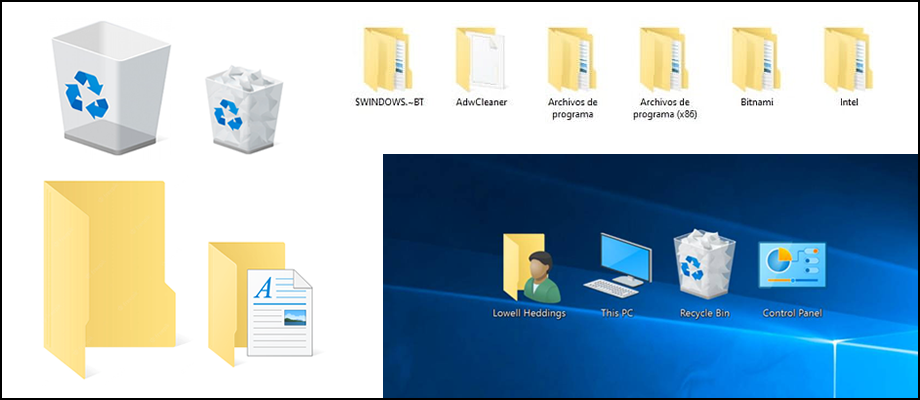 $WINDOWS.~BT
AdwCleaner
Archivos de
programa
Archivos de
programa (x86)
Bitnami
Intel
A
Lowell Heddings
This PC
Recycle Bin
Control Panel